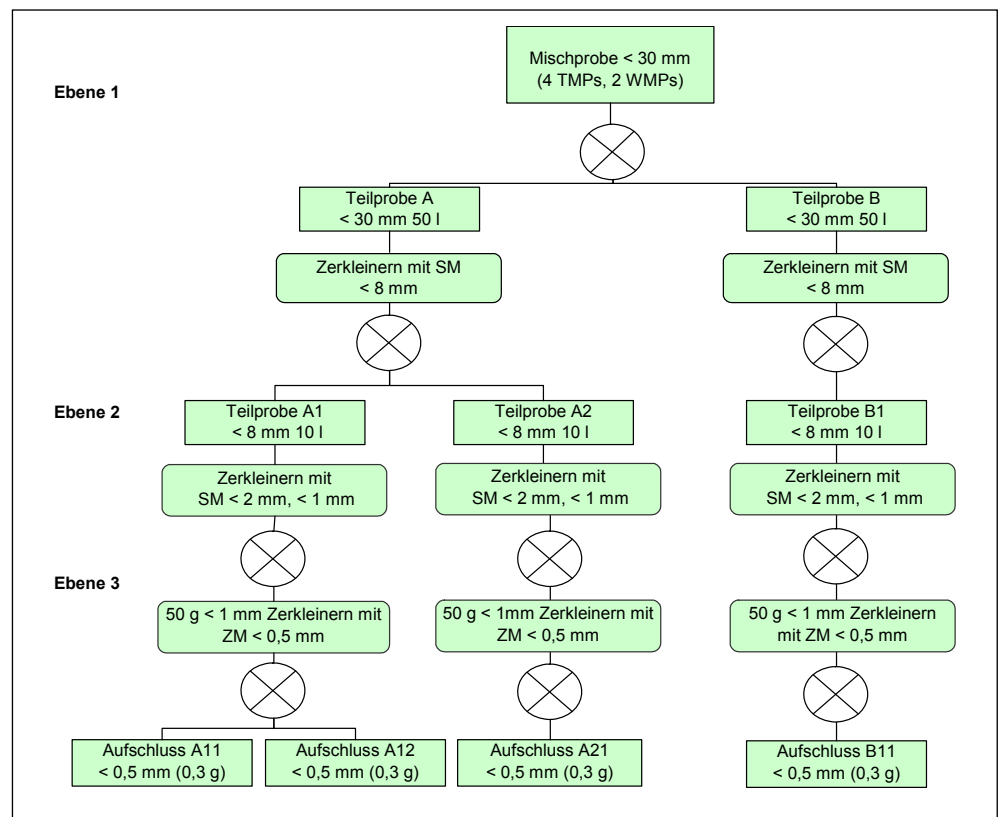 Mischprobe < 30 mm
(4 TMPs, 2 WMPs)
Ebene 1
Teilprobe A
< 30 mm 50 l
Teilprobe B
< 30 mm 50 l
Zerkleinern mit SM
< 8 mm
Zerkleinern mit SM
< 8 mm
Ebene 2
Teilprobe A1
< 8 mm 10 l
Teilprobe A2
< 8 mm 10 l
Teilprobe B1
< 8 mm 10 l
Zerkleinern mit
SM < 2 mm, < 1 mm
Zerkleinern mit
SM < 2 mm, < 1 mm
Zerkleinern mit
SM < 2 mm, < 1 mm
Ebene 3
50 g < 1 mm Zerkleinern mit
ZM < 0,5 mm
50 g < 1mm Zerkleinern mit
ZM < 0,5 mm
50 g < 1 mm Zerkleinern
mit ZM < 0,5 mm
Aufschluss A11
< 0,5 mm (0,3 g)
Aufschluss A12
< 0,5 mm (0,3 g)
Aufschluss A21
< 0,5 mm (0,3 g)
Aufschluss B11
< 0,5 mm (0,3 g)